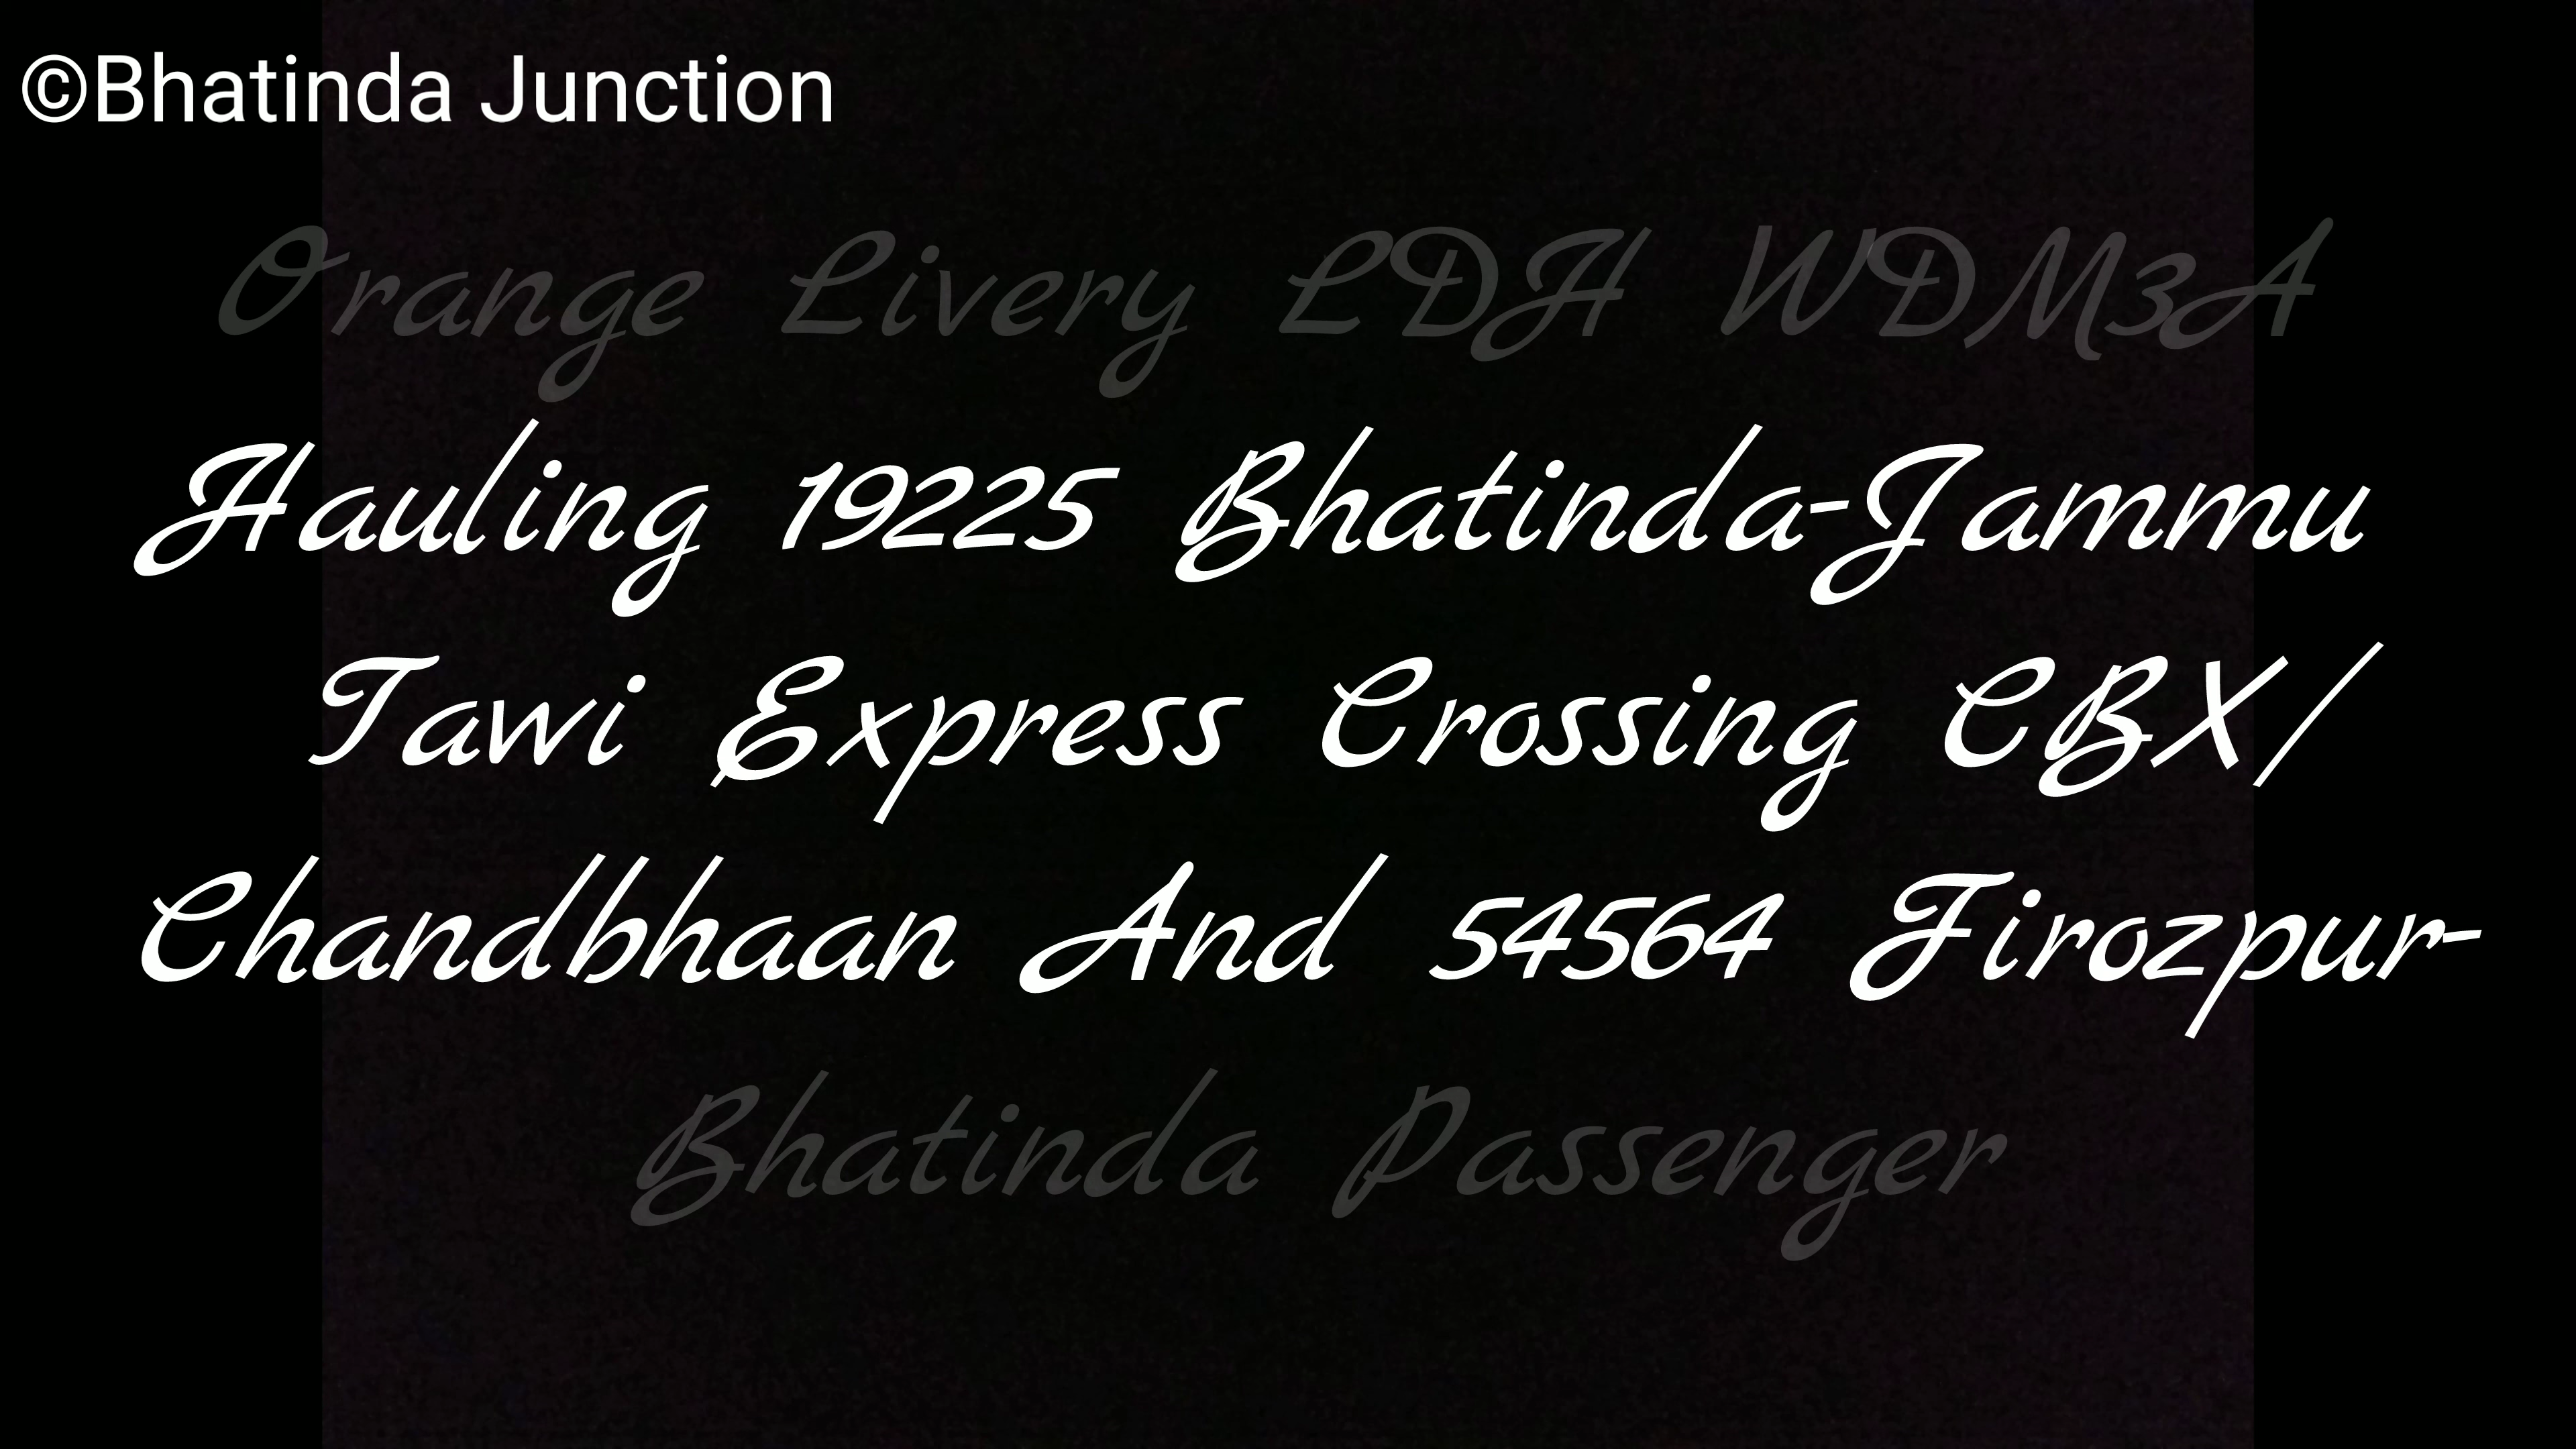 ©Bhatinda Junction
Orange Livery LDH WDM3A
Hauling 19225 Bhatinda-Jammu
Tawi Express Crossing CBX/
Chandbhaan And 54564 Firozpur-
Bhatinda Passenger